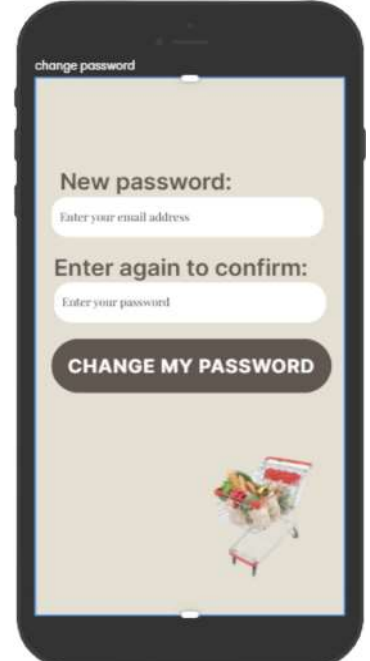 change password
New password:
Enter your email address
Enter again to confirm:
Enter your password
CHANGE MY PASSWORD